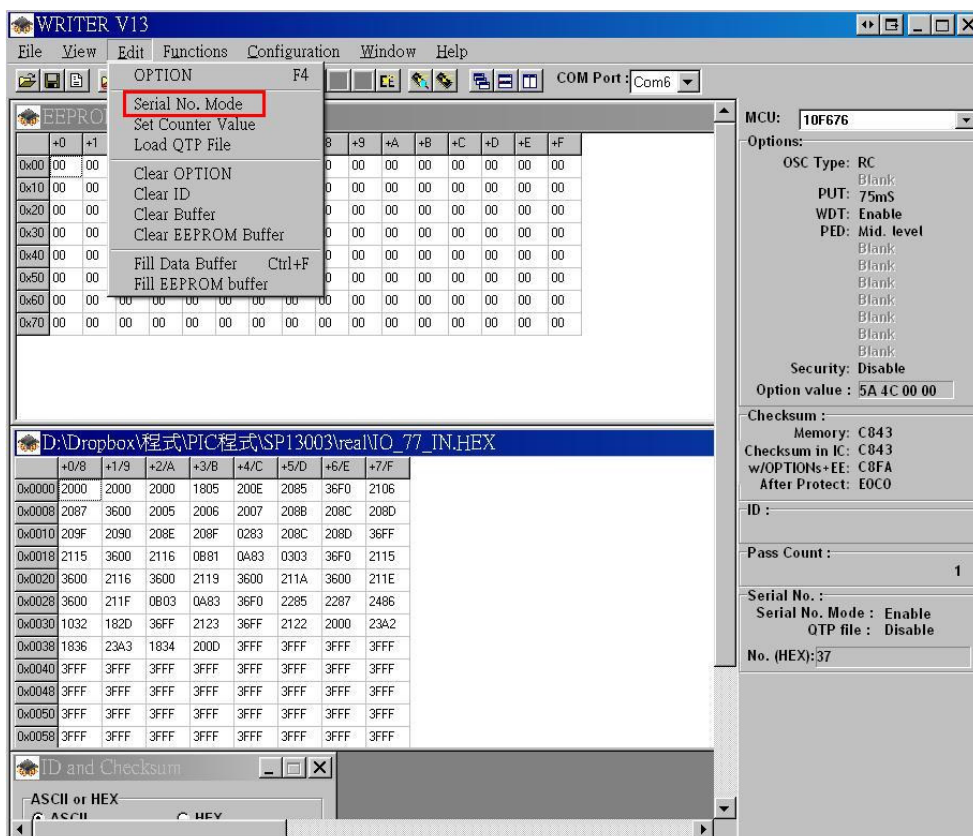 WRITER V13
File View Edit Functions Configuration Window Help
COM Port : Com6
OPTION F4
Serial No. Mode
Set Counter Value
Load QTP File
Clear OPTION
Clear ID
Clear Buffer
Clear EEPROM Buffer
Fill Data Buffer Ctrl+F
Fill EEPROM buffer
EEPRO
+0 +1 8 +9 +A +B +C +D +E +F
0x00 00 00 0 00 00 00 00 00 00 00
0x10 00 00 0 00 00 00 00 00 00 00
0x20 00 00 0 00 00 00 00 00 00 00
0x30 00 00 0 00 00 00 00 00 00 00
0x40 00 00 0 00 00 00 00 00 00 00
0x50 00 00 0 00 00 00 00 00 00 00
0x60 00 00 00 00 00 00 00 00 00 00 00 00 00 00 00 00
0x70 00 00 00 00 00 00 00 00 00 00 00 00 00 00 00 00
D:\Dropbox\程式\PIC程式\SP13003\real\IO_77_IN.HEX
+0/8 +1/9 +2/A +3/B +4/C +5/D +6/E +7/F
0x0000 2000 2000 2000 1805 200E 2085 36F0 2106
0x0008 2087 3600 2005 2006 2007 208B 208C 208D
0x0010 209F 2090 208E 208F 0283 208C 208D 36FF
0x0018 2115 3600 2116 0B81 0A83 0303 36F0 2115
0x0020 3600 2116 3600 2119 3600 211A 3600 211E
0x0028 3600 211F 0B03 0A83 36F0 2285 2287 2486
0x0030 1032 182D 36FF 2123 36FF 2122 2000 23A2
0x0038 1836 23A3 1834 200D 3FFF 3FFF 3FFF 3FFF
0x0040 3FFF 3FFF 3FFF 3FFF 3FFF 3FFF 3FFF 3FFF
0x0048 3FFF 3FFF 3FFF 3FFF 3FFF 3FFF 3FFF 3FFF
0x0050 3FFF 3FFF 3FFF 3FFF 3FFF 3FFF 3FFF 3FFF
0x0058 3FFF 3FFF 3FFF 3FFF 3FFF 3FFF 3FFF 3FFF
ID and Checksum
ASCII or HEX
ASCII HEX
MCU: 10F676
Options:
OSC Type: RC
Blank
PUT: 75mS
WDT: Enable
PED: Mid. level
Blank
Blank
Blank
Blank
Blank
Blank
Blank
Security: Disable
Option value : 5A 4C 00 00
Checksum :
Memory: C843
Checksum in IC: C843
w/OPTIONs+EE: C8FA
After Protect: E0C0
ID :
Pass Count :
1
Serial No. :
Serial No. Mode : Enable
QTP file : Disable
No. (HEX): 37